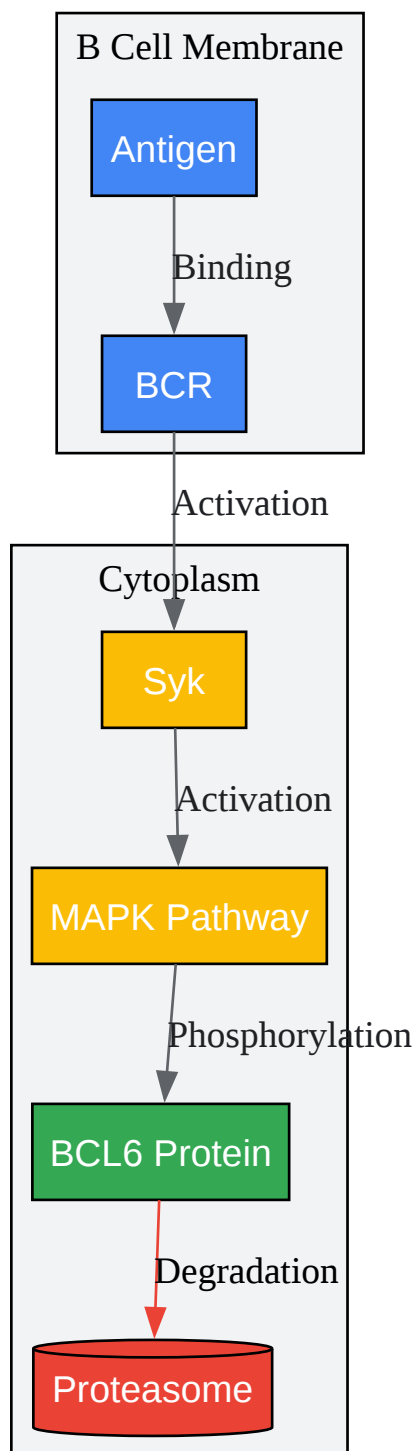 B Cell Membrane
Antigen
Binding
BCR
Activation
Cytoplasm
Syk
Activation
MAPK Pathway
Phosphorylation
BCL6 Protein
Degradation
Proteasome